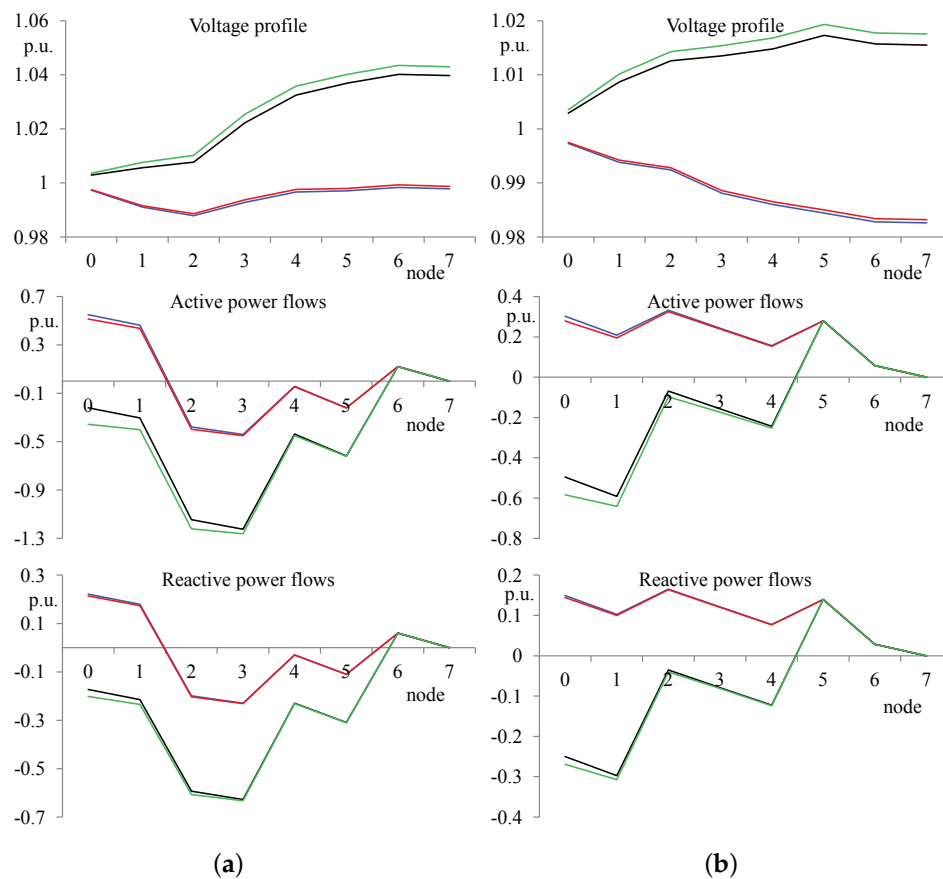 1.06
Voltage profile
p.u.
1.04
1.02
1
0.98
0 1 2 3 4 5 6 7
node
0.7
Active power flows
p.u.
0.3
-0.1
0 1 2 3 4 5 6 7
node
-0.5
-0.9
-1.3
0.3
Reactive power flows
p.u.
-0.1
0 1 2 3 4 5 6 7
node
-0.3
-0.5
-0.7
(a)
1.02
Voltage profile
p.u.
1.01
1
0.99
0.98
0 1 2 3 4 5 6 7
node
0.4
Active power flows
p.u.
0.2
0
0 1 2 3 4 5 6 7
node
-0.2
-0.4
-0.6
-0.8
0.2
Reactive power flows
p.u.
0.1
0
0 1 2 3 4 5 6 7
node
-0.1
-0.2
-0.3
-0.4
(b)